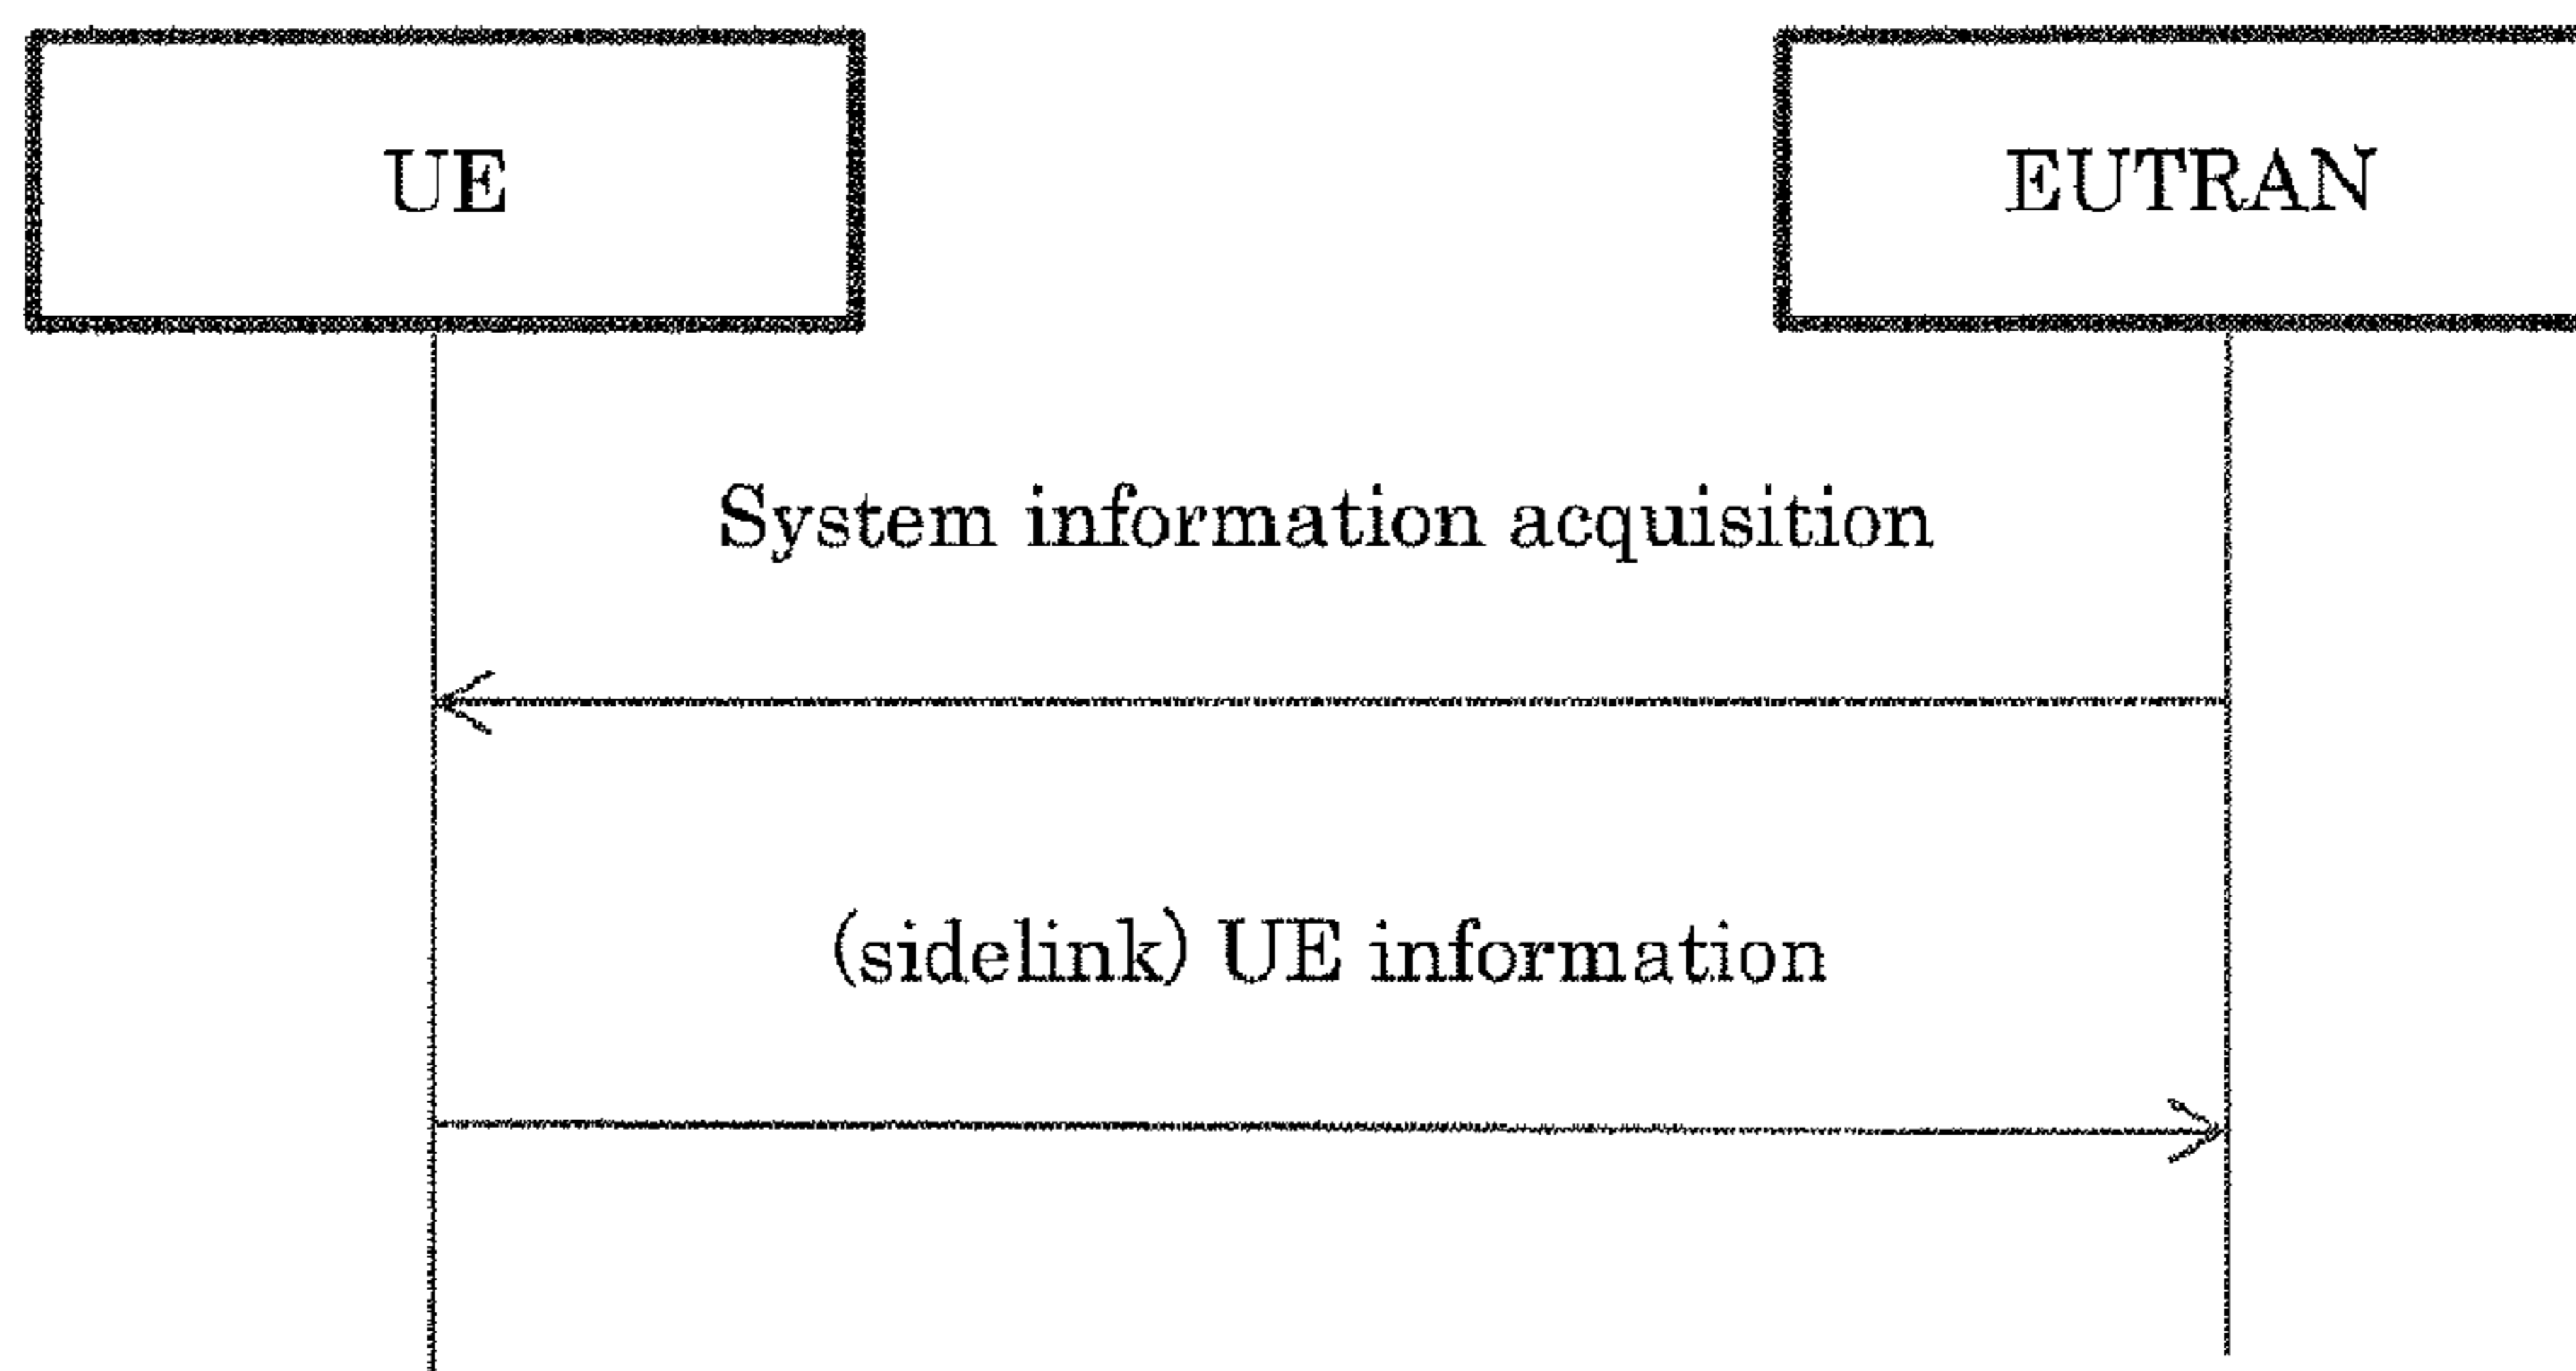 UE
EUTRAN
System information acquisition
(sidelink) UE information